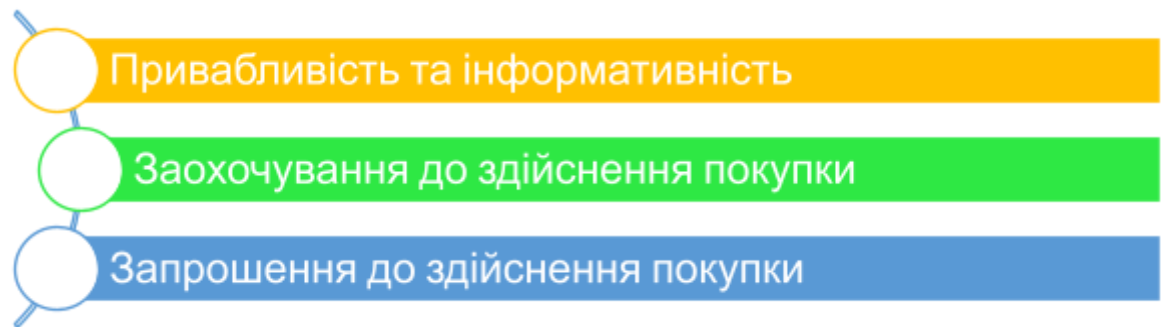 Привабливість та інформативність
Заохочування до здійснення покупки
Запрошення до здійснення покупки